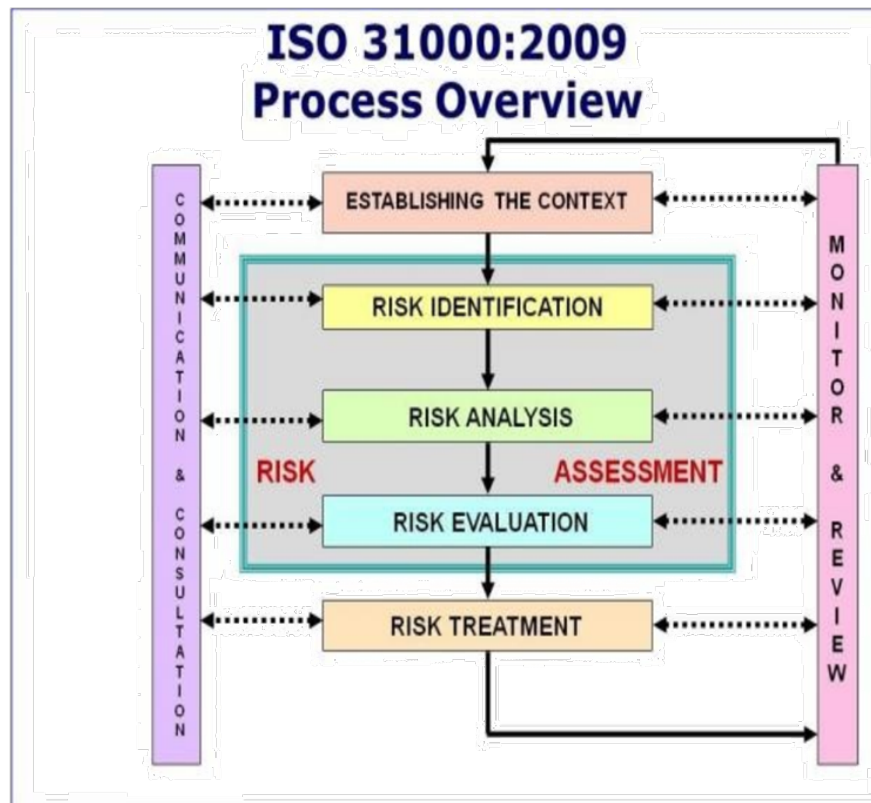 ISO 31000:2009
Process Overview
ESTABLISHING THE CONTEXT
RISK IDENTIFICATION
RISK ANALYSIS
RISK ASSESSMENT
RISK EVALUATION
RISK TREATMENT
COMMUNICATION & CONSULTATION
MONITOR & REVIEW